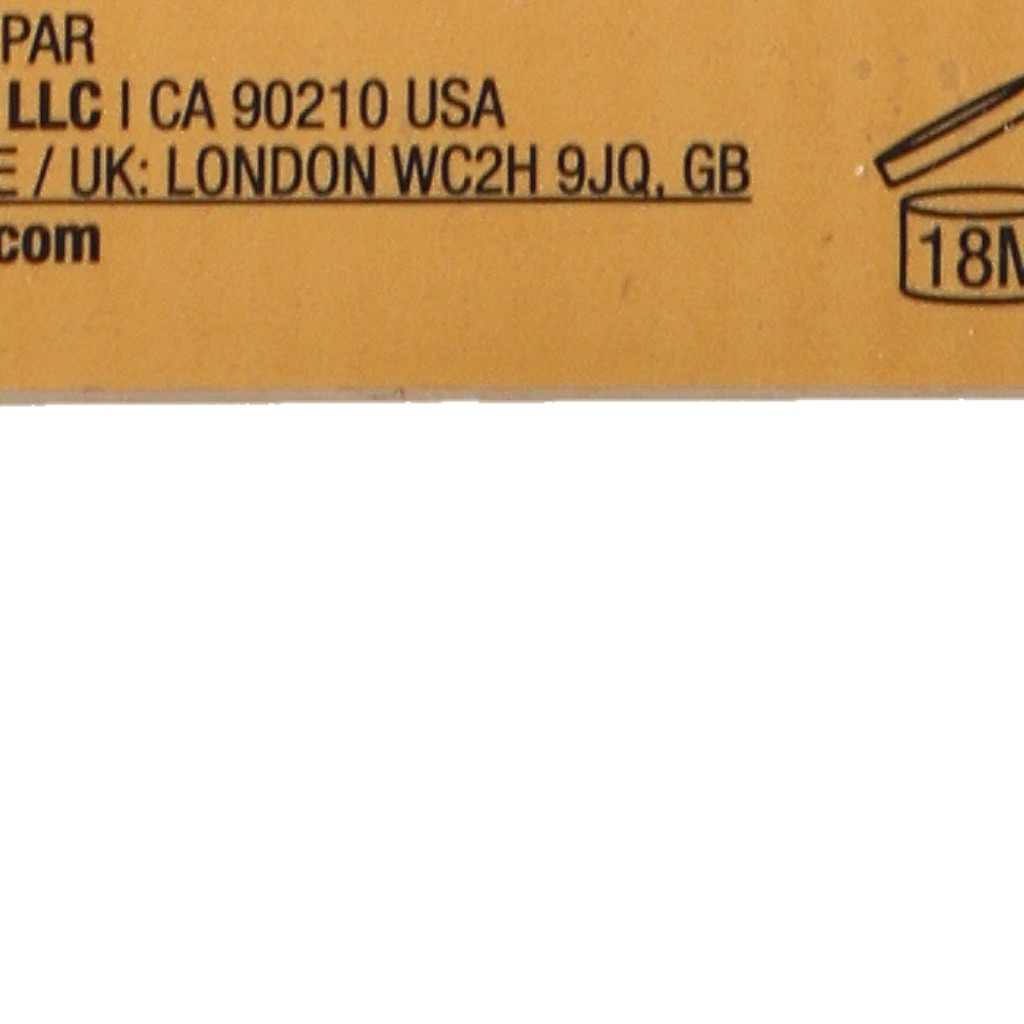 PAR
LLC | CA 90210 USA
E / UK: LONDON WC2H 9JQ, GB
.com
18M